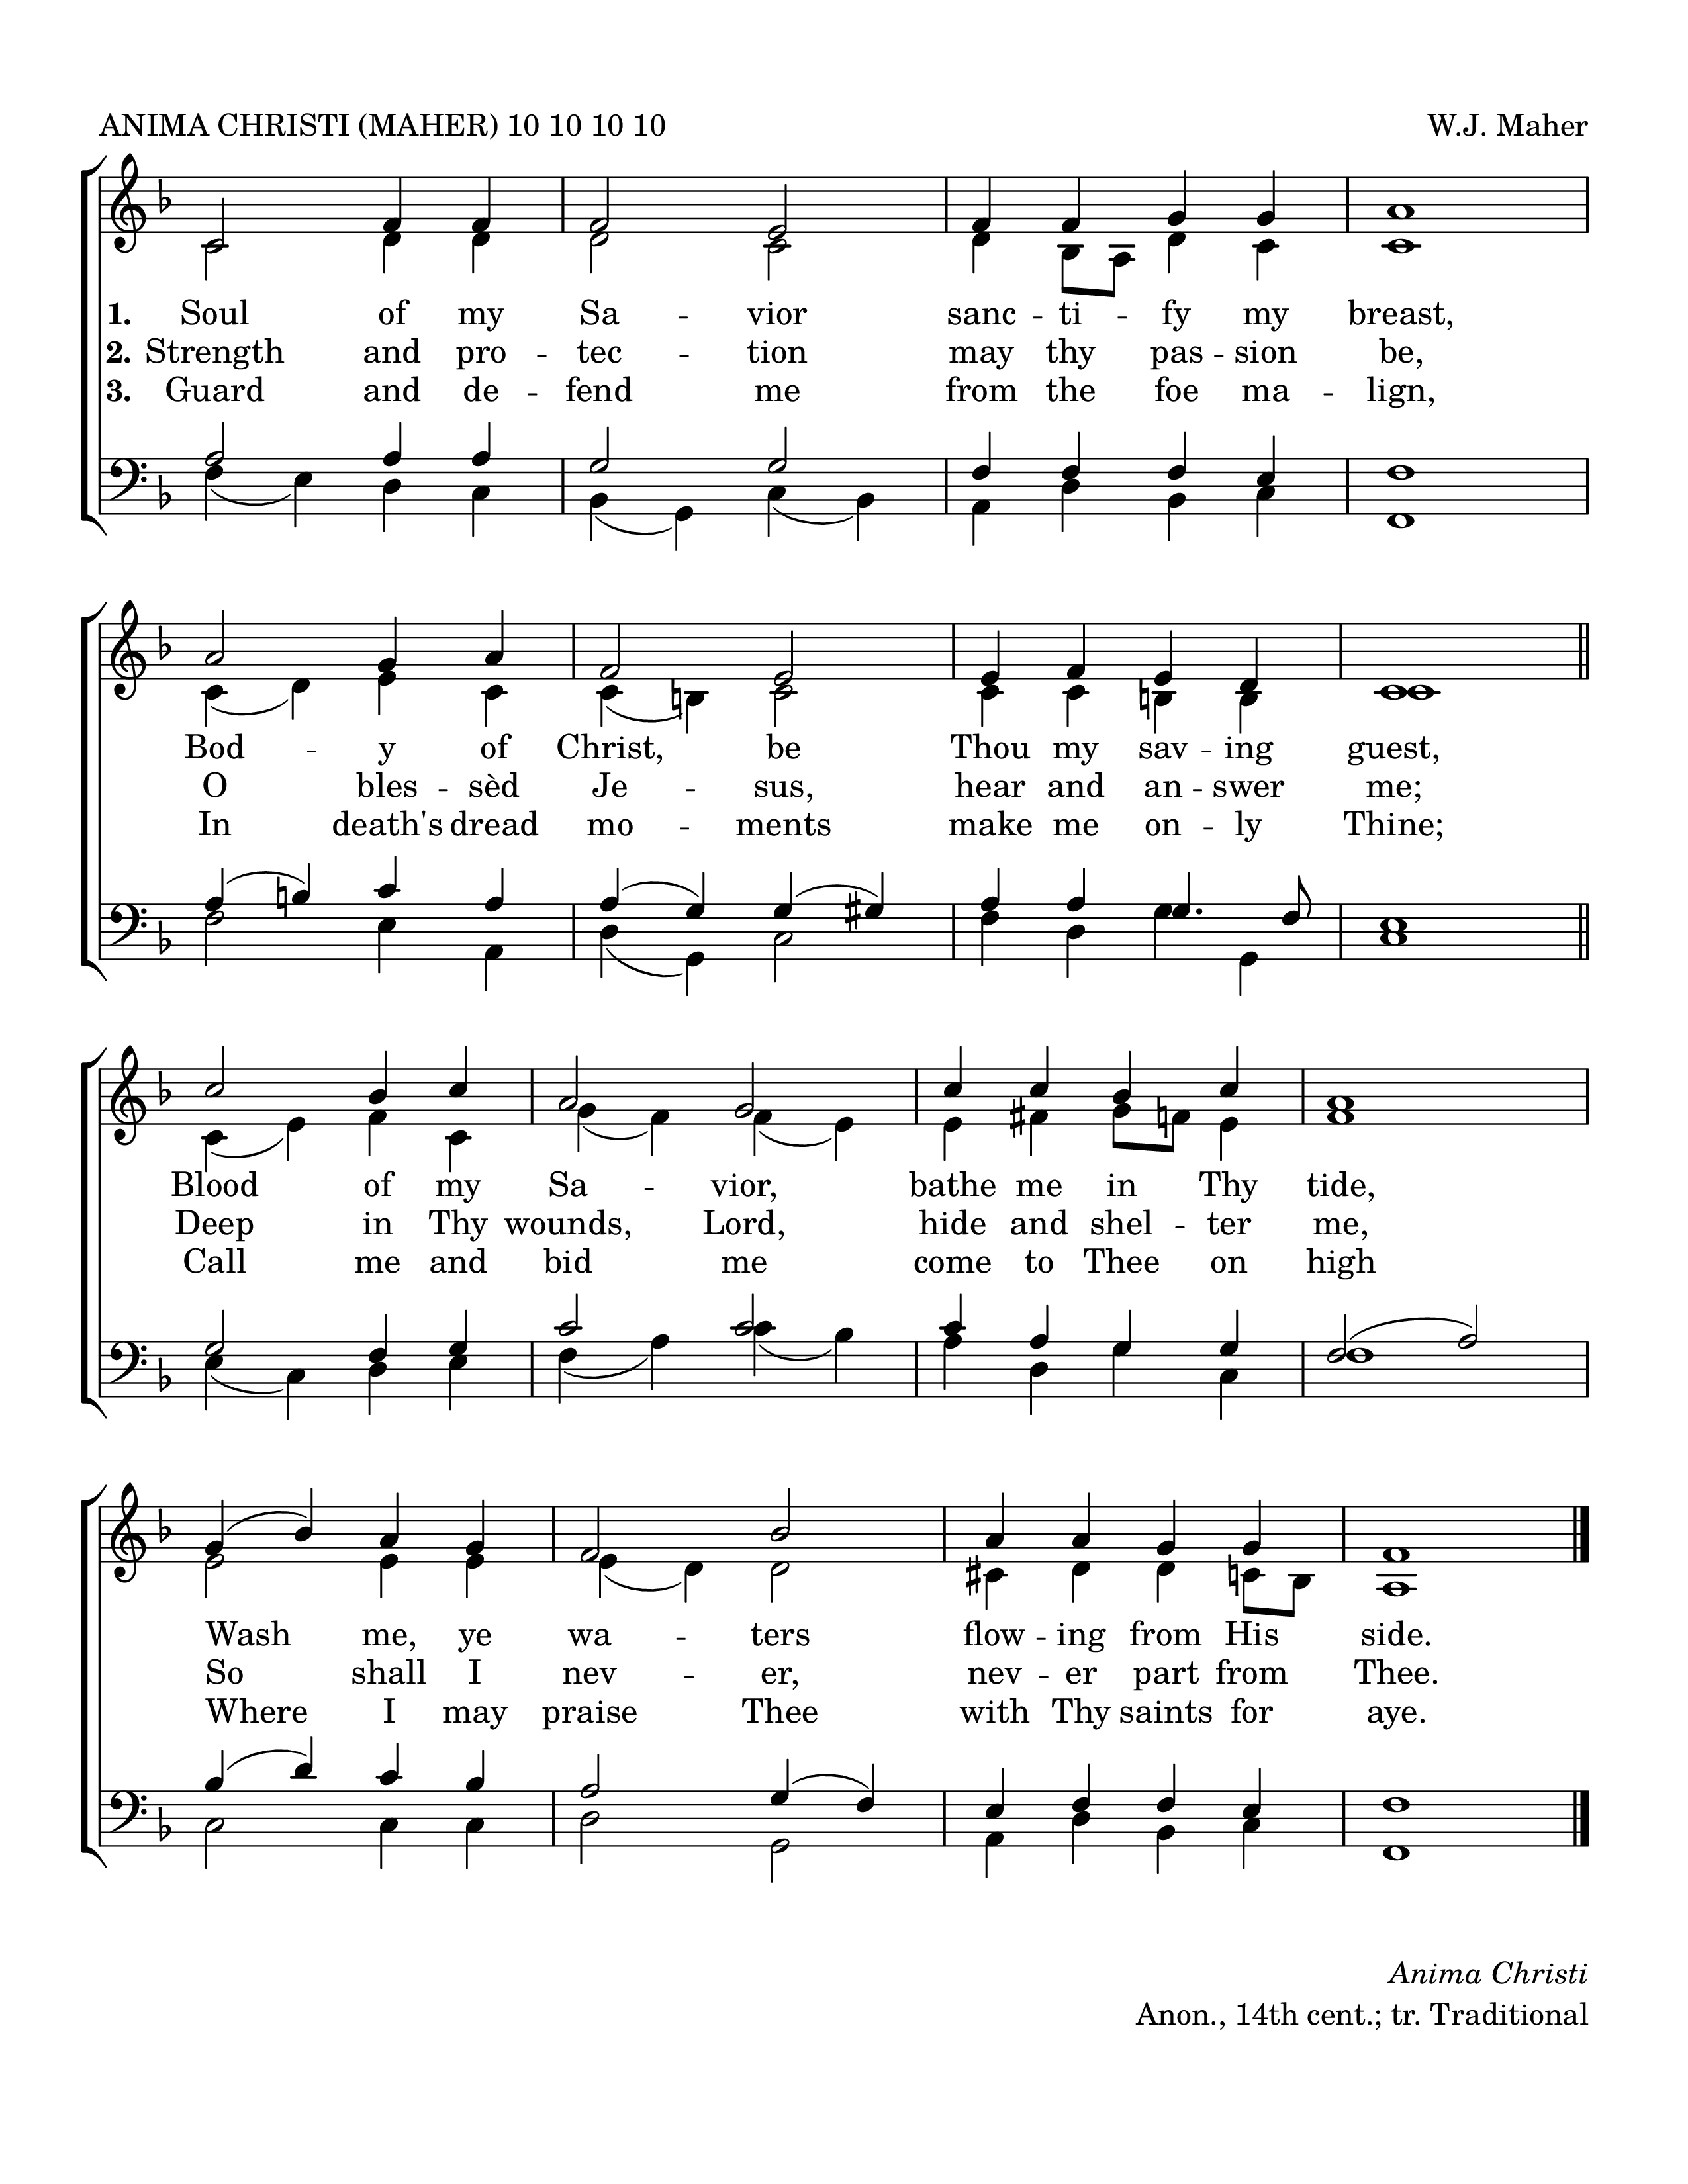 ANIMA CHRISTI (MAHER) 10 10 10 10 W.J. Maher
1. Soul of my Sa -- vior sanc -- ti -- fy my breast,
2. Strength and pro -- tec -- tion may thy pas -- sion be,
3. Guard and de -- fend me from the foe ma -- lign,
Bod -- y of Christ, be Thou my sav -- ing guest,
O bles -- sèd Je -- sus, hear and an -- swer me;
In death's dread mo -- ments make me on -- ly Thine;
Blood of my Sa -- vior, bathe me in Thy tide,
Deep in Thy wounds, Lord, hide and shel -- ter me,
Call me and bid me come to Thee on high
Wash me, ye wa -- ters flow -- ing from His side.
So shall I nev -- er, nev -- er part from Thee.
Where I may praise Thee with Thy saints for aye.
Anima Christi
Anon., 14th cent.; tr. Traditional